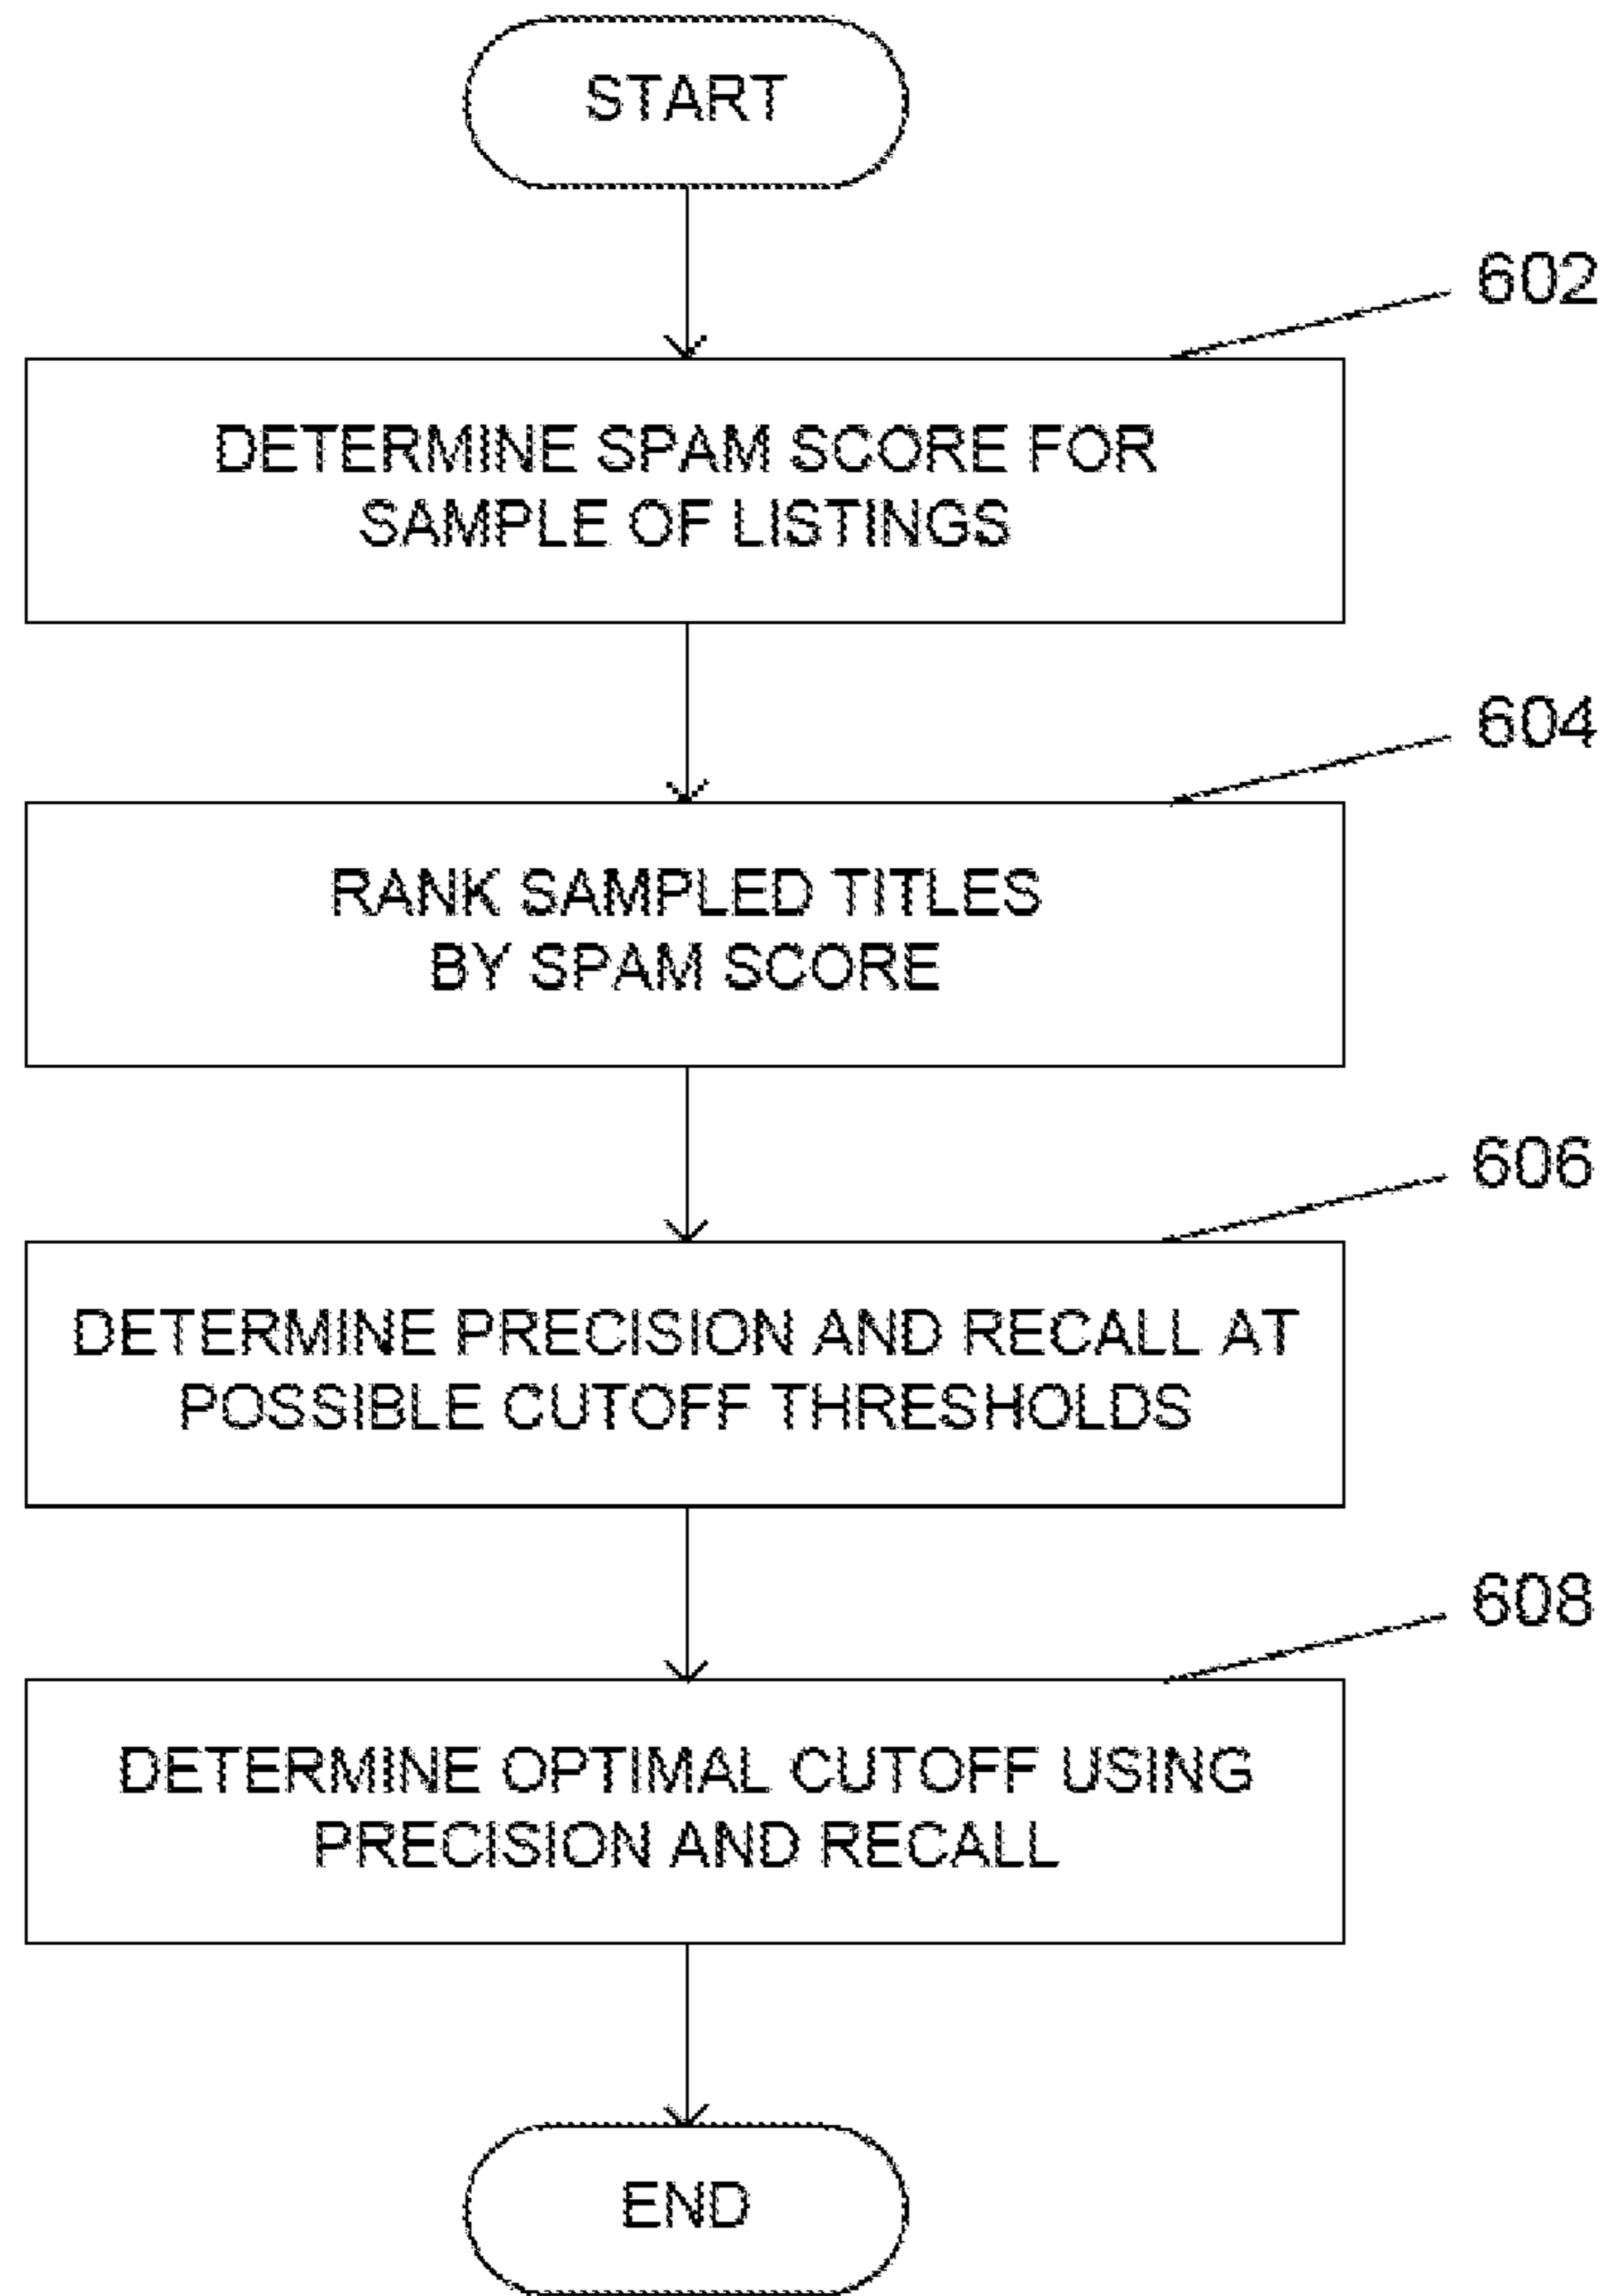 START
602
DETERMINE SPAM SCORE FOR
SAMPLE OF LISTINGS
604
RANK SAMPLED TITLES
BY SPAM SCORE
606
DETERMINE PRECISION AND RECALL AT
POSSIBLE CUTOFF THRESHOLDS
608
DETERMINE OPTIMAL CUTOFF USING
PRECISION AND RECALL
END